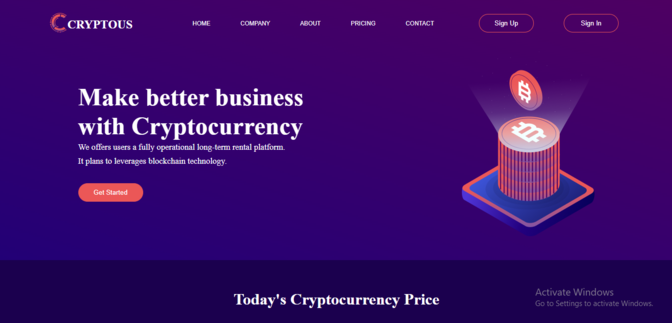 CRYPTOUS
HOME COMPANY ABOUT PRICING CONTACT Sign Up Sign In
Make better business
with Cryptocurrency
We offers users a fully operational long-term rental platform.
It plans to leverages blockchain technology.
Get Started
Today's Cryptocurrency Price
Activate Windows
Go to Settings to activate Windows.